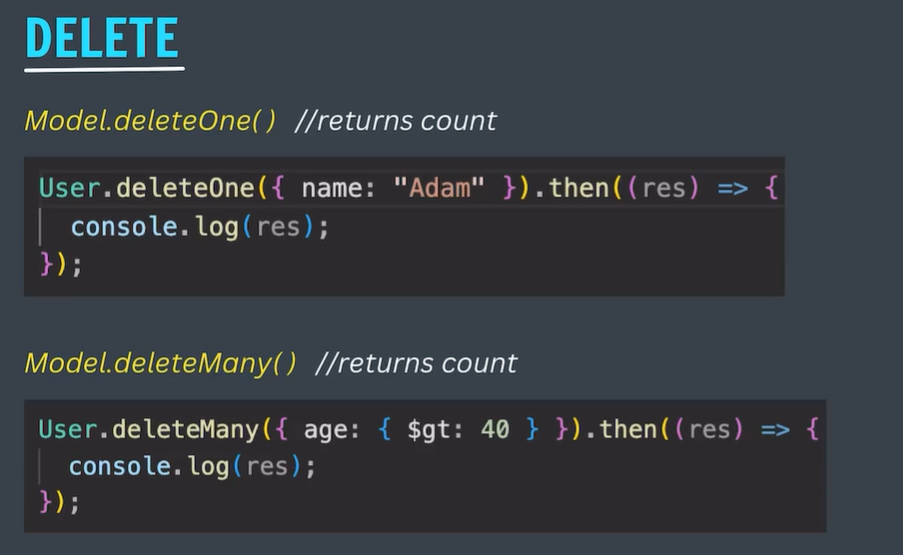 DELETE
Model.deleteOne( ) //returns count
User.deleteOne({ name: "Adam" }).then((res) => {
  console.log(res);
});
Model.deleteMany( ) //returns count
User.deleteMany({ age: { $gt: 40 } }).then((res) => {
  console.log(res);
});